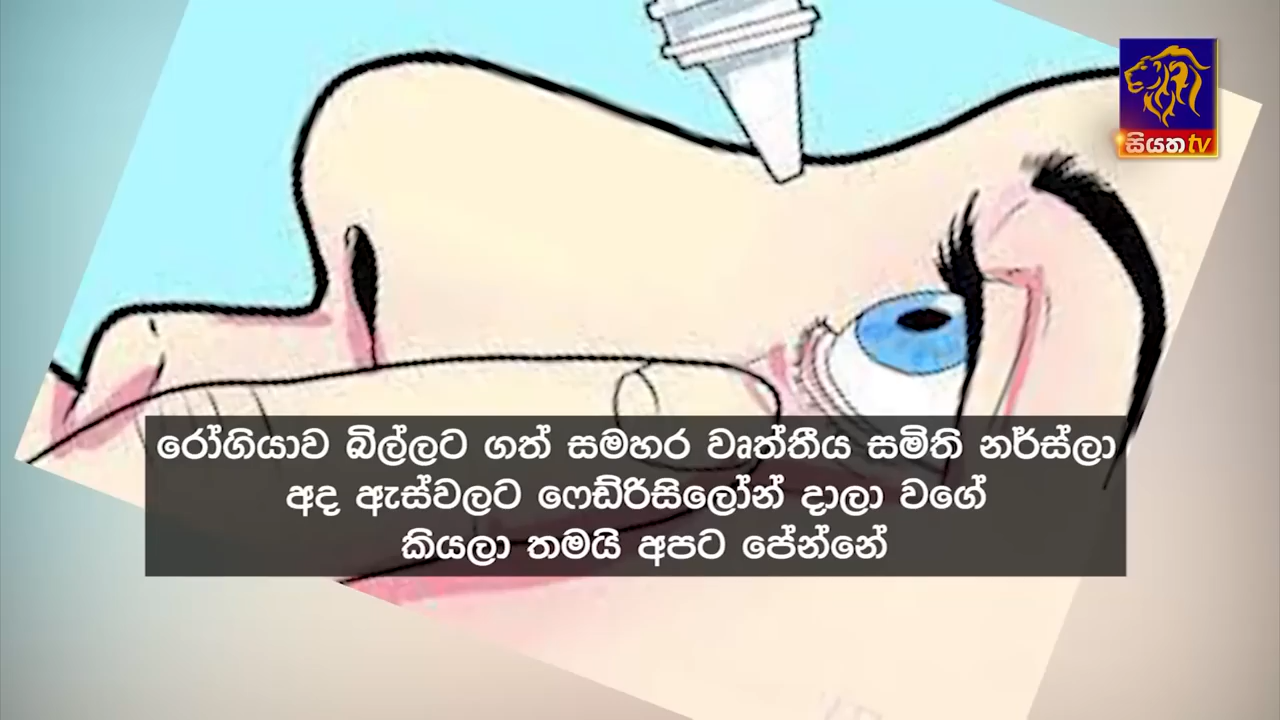 සියත tv
රෝගියාව බිල්ලට ගත් සමහර වෘත්තීය සමිති නර්ස්ලා
අද ඇස්වලට ෆෙඩ්රිසිලෝන් දාලා වගේ
කියලා තමයි අපට පේන්නේ